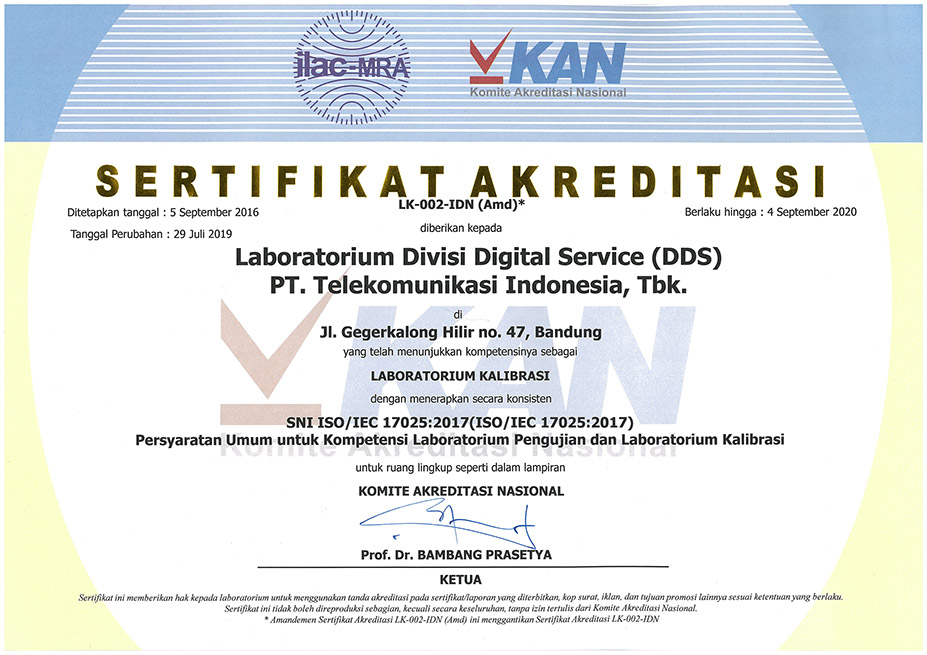 ilac-MRA
KAN
Komite Akreditasi Nasional
SERTIFIKAT AKREDITASI
LK-002-IDN (Amd)*
Ditetapkan tanggal : 5 September 2016
Berlaku hingga : 4 September 2020
Tanggal Perubahan : 29 Juli 2019
diberikan kepada
Laboratorium Divisi Digital Service (DDS)
PT. Telekomunikasi Indonesia, Tbk.
di
Jl. Gegerkalong Hilir no. 47, Bandung
yang telah menunjukkan kompetensinya sebagai
LABORATORIUM KALIBRASI
dengan menerapkan secara konsisten
SNI ISO/IEC 17025:2017(ISO/IEC 17025:2017)
Persyaratan Umum untuk Kompetensi Laboratorium Pengujian dan Laboratorium Kalibrasi
KAN
Komite Akreditasi Nasional
untuk ruang lingkup seperti dalam lampiran
KOMITE AKREDITASI NASIONAL
Prof. Dr. BAMBANG PRASETYA
KETUA
Sertifikat ini memberikan hak kepada laboratorium untuk menggunakan tanda akreditasi pada sertifikat/laporan yang diterbitkan, kop surat, iklan, dan tujuan promosi lainnya sesuai ketentuan yang berlaku.
Sertifikat ini tidak boleh direproduksi sebagian, kecuali secara keseluruhan, tanpa izin tertulis dari Komite Akreditasi Nasional.
* Amandemen Sertifikat Akreditasi LK-002-IDN (Amd) ini menggantikan Sertifikat Akreditasi LK-002-IDN